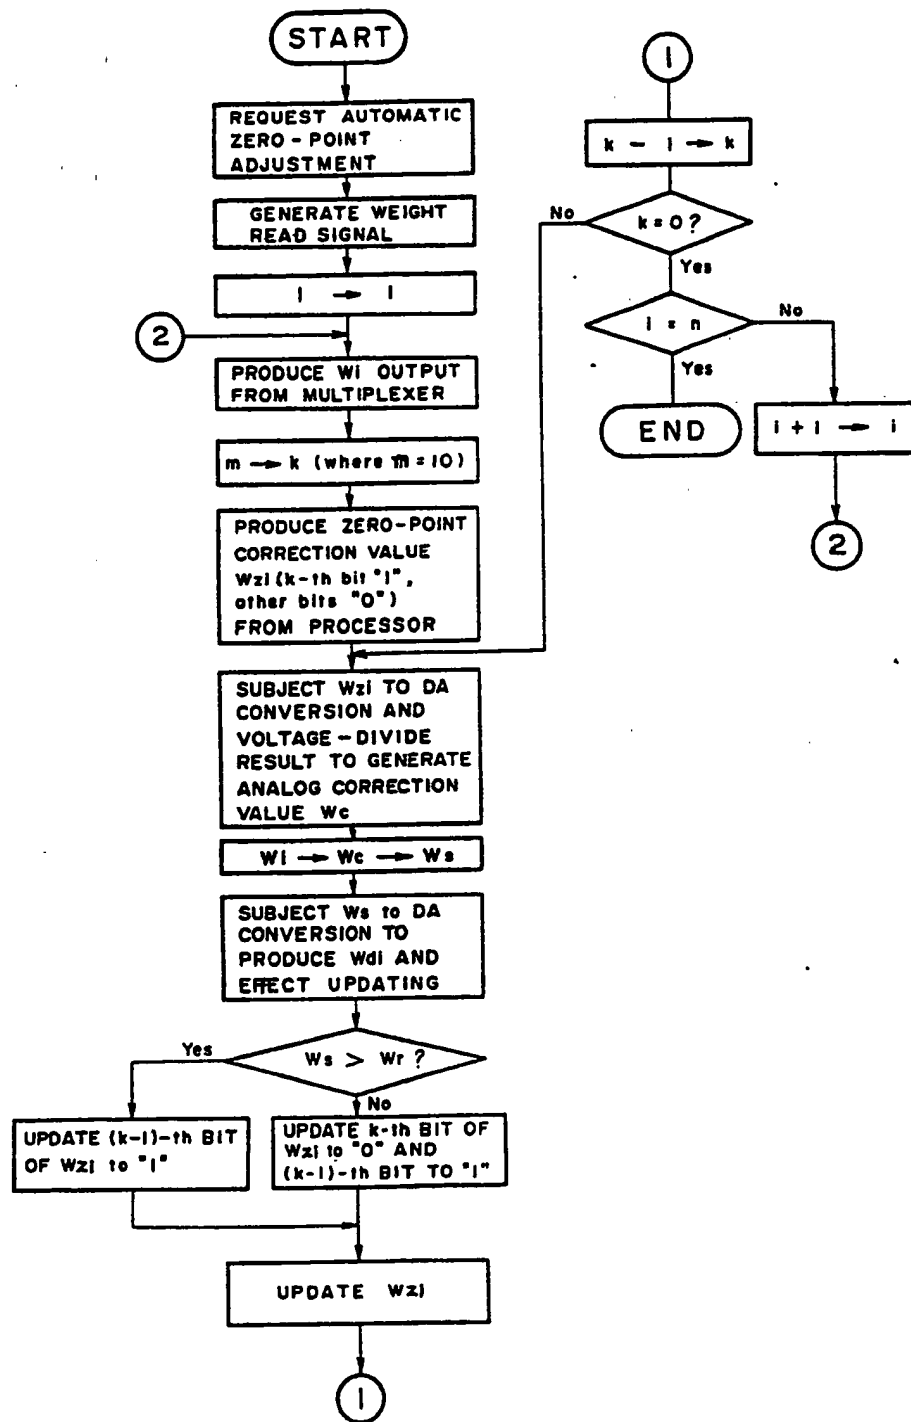 START
REQUEST AUTOMATIC
ZERO-POINT
ADJUSTMENT
GENERATE WEIGHT
READ SIGNAL
1 → i
2
PRODUCE Wi OUTPUT
FROM MULTIPLEXER
m → k (where m=10)
PRODUCE ZERO-POINT
CORRECTION VALUE
Wzi (k-th bit "1",
other bits "0")
FROM PROCESSOR
SUBJECT Wzi TO DA
CONVERSION AND
VOLTAGE-DIVIDE
RESULT TO GENERATE
ANALOG CORRECTION
VALUE Wc
Wi → Wc → Ws
SUBJECT Ws to DA
CONVERSION TO
PRODUCE Wdi AND
EFFECT UPDATING
Ws > Wr ?
Yes
No
UPDATE (k-1)-th BIT
OF Wzi to "1"
UPDATE k-th BIT OF
Wzi to "0" AND
(k-1)-th BIT TO "1"
UPDATE Wzi
1
1
k - 1 → k
k = 0 ?
No
Yes
i = n
No
Yes
END
i + 1 → i
2